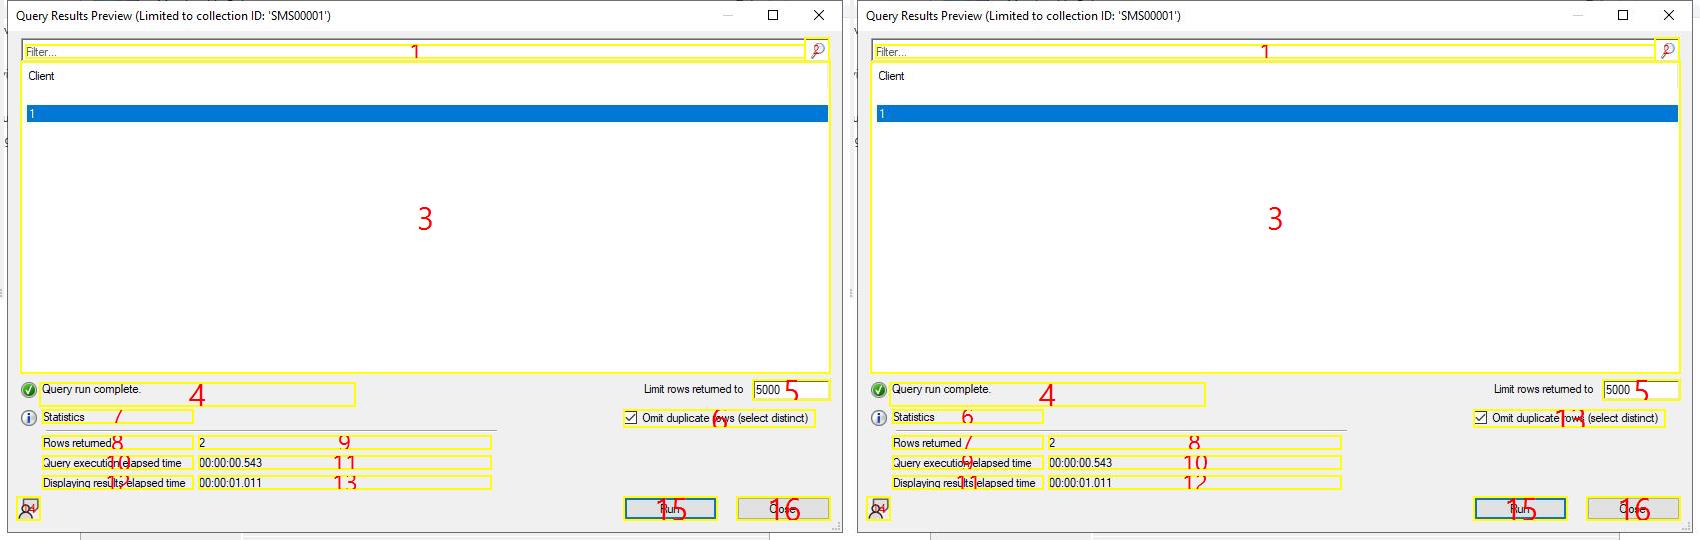 Query Results Preview (Limited to collection ID: 'SMS00001')
Filter... 1 2
Client
1
3
Query run complete. 4 Limit rows returned to 5000 5
Statistics 7 Omit duplicate rows (select distinct) 6
Rows returned 8 2 9
Query execution elapsed time 10 00:00:00.543 11
Displaying results elapsed time 12 00:00:01.011 13
14 Run 15 Close 16
Query Results Preview (Limited to collection ID: 'SMS00001')
Filter... 1 2
Client
1
3
Query run complete. 4 Limit rows returned to 5000 5
Statistics 6 Omit duplicate rows (select distinct) 13
Rows returned 7 2 8
Query execution elapsed time 9 00:00:00.543 10
Displaying results elapsed time 11 00:00:01.011 12
14 Run 15 Close 16